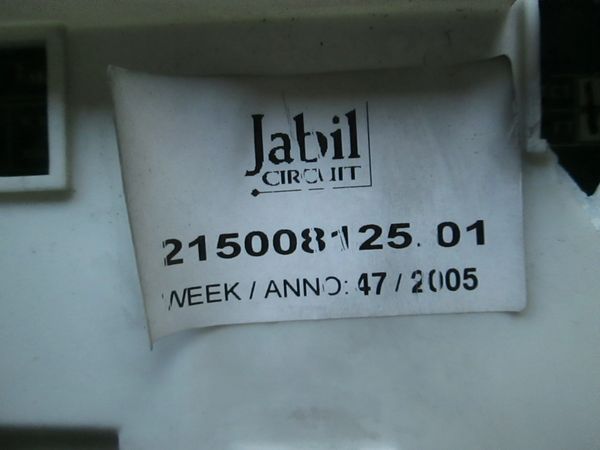 Jabil
CIRCUIT
215008125.01
WEEK / ANNO: 47 / 2005